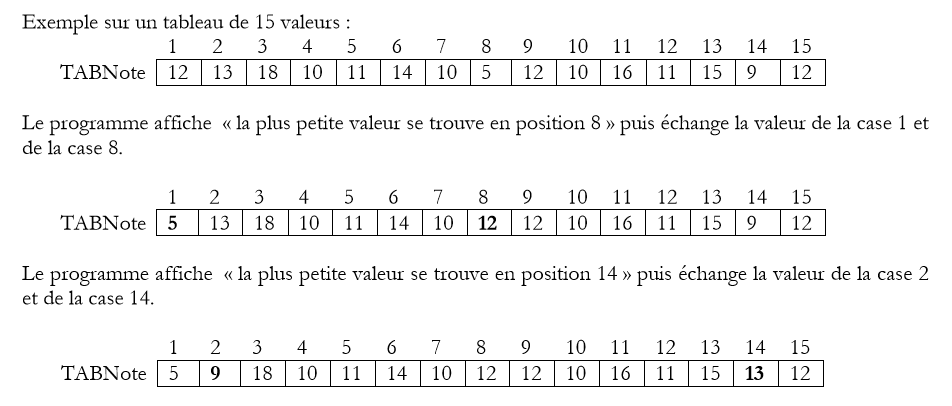 Exemple sur un tableau de 15 valeurs :
1 2 3 4 5 6 7 8 9 10 11 12 13 14 15
TABNote 12 13 18 10 11 14 10 5 12 10 16 11 15 9 12
Le programme affiche « la plus petite valeur se trouve en position 8 » puis échange la valeur de la case 1 et
de la case 8.
1 2 3 4 5 6 7 8 9 10 11 12 13 14 15
TABNote 5 13 18 10 11 14 10 12 12 10 16 11 15 9 12
Le programme affiche « la plus petite valeur se trouve en position 14 » puis échange la valeur de la case 2
et de la case 14.
1 2 3 4 5 6 7 8 9 10 11 12 13 14 15
TABNote 5 9 18 10 11 14 10 12 12 10 16 11 15 13 12